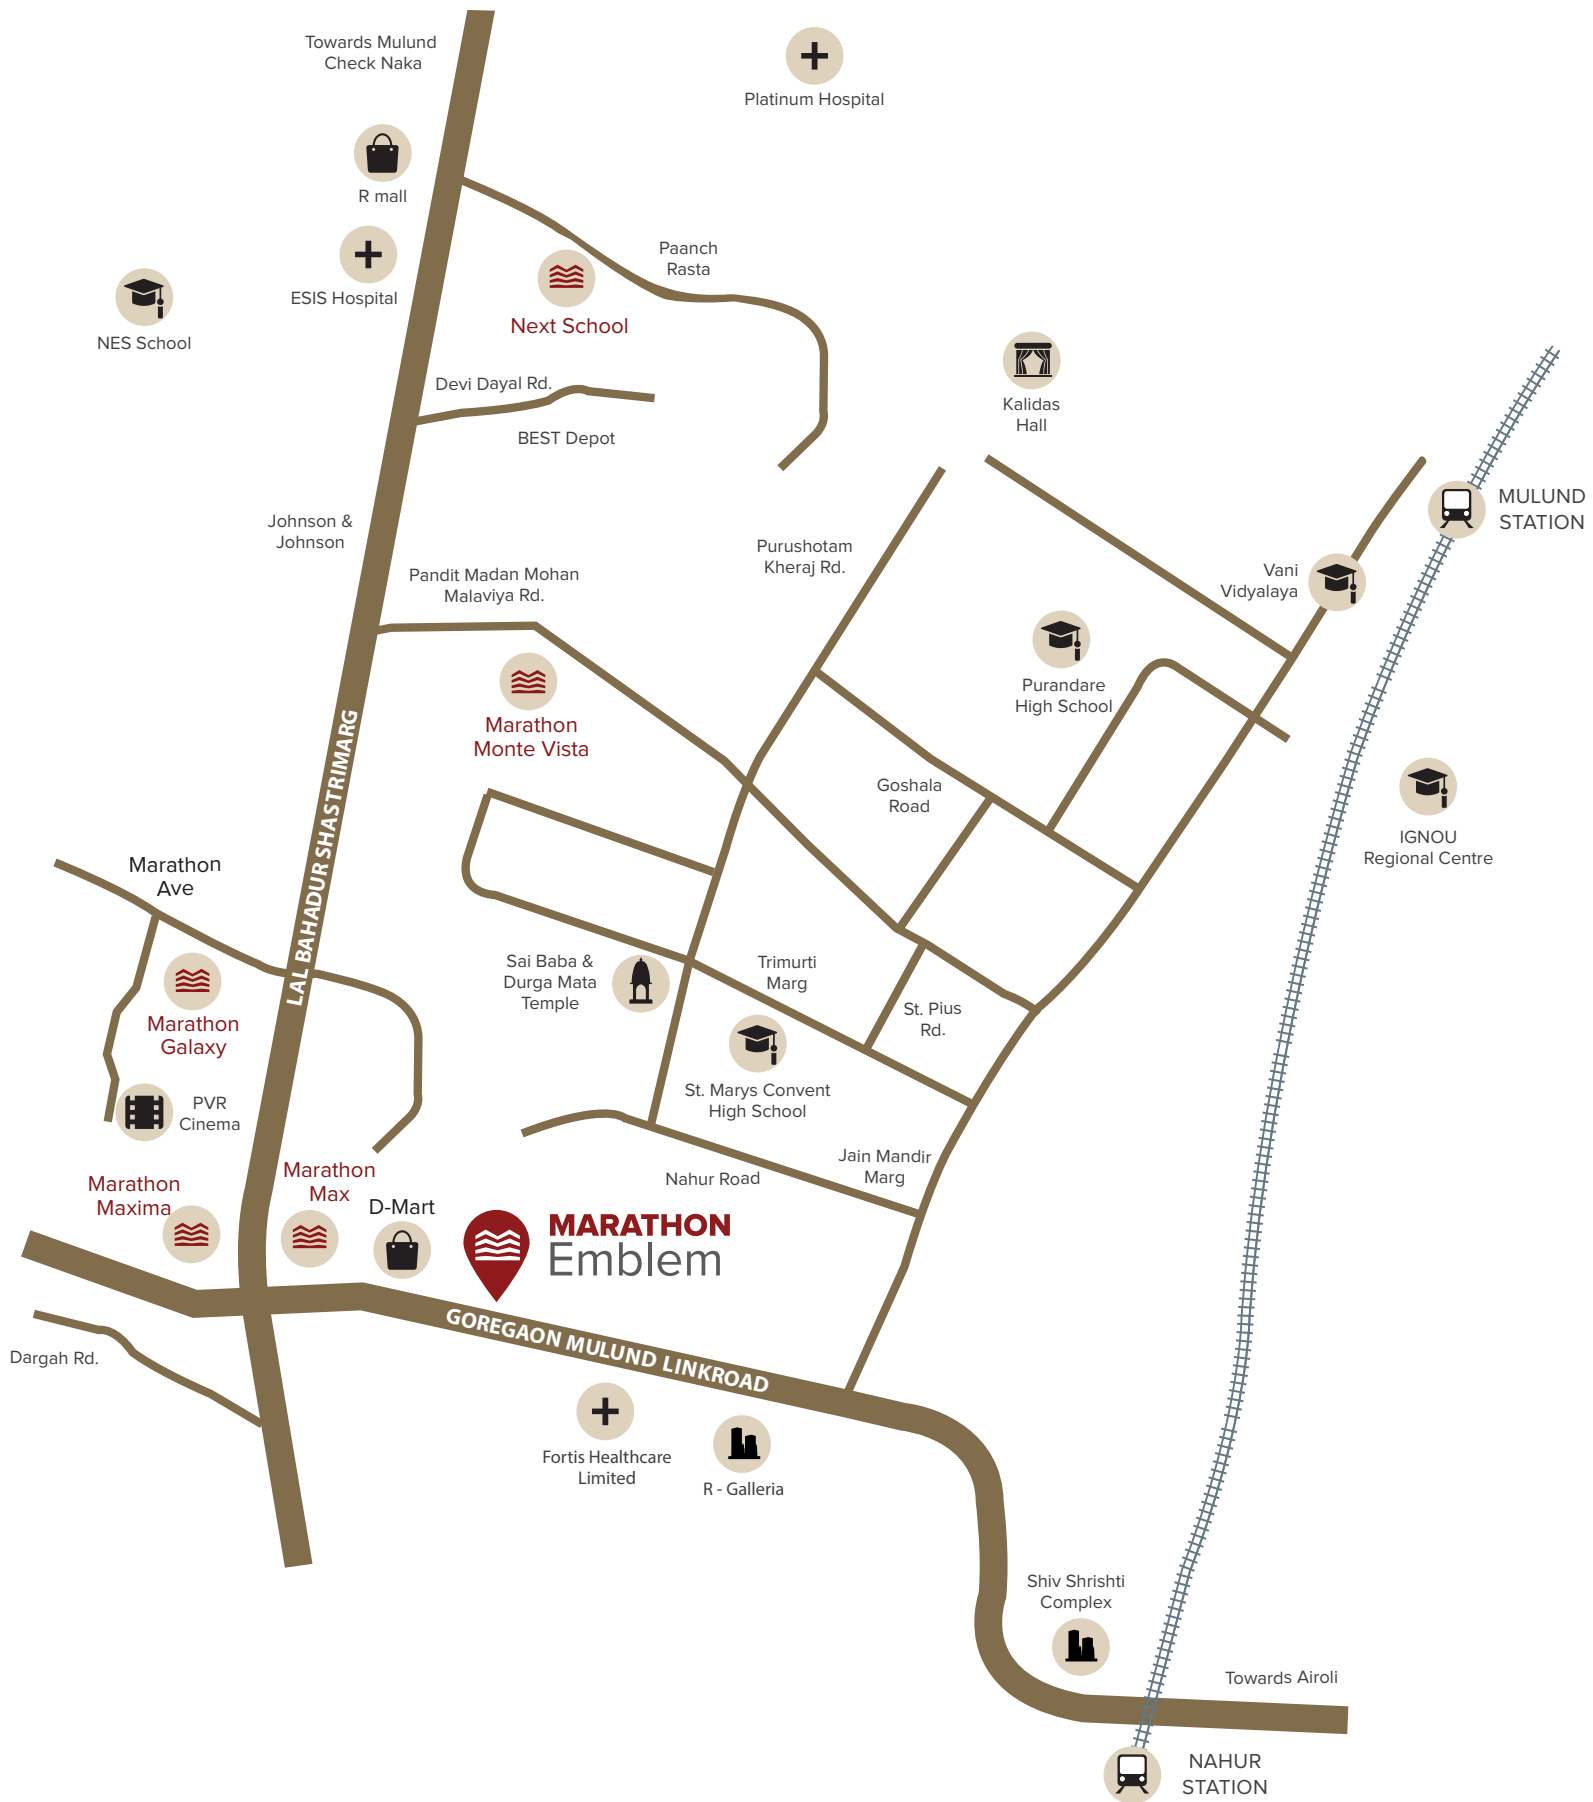 Towards Mulund
Check Naka
Platinum Hospital
R mall
ESIS Hospital
Paanch
Rasta
NES School
Next School
Devi Dayal Rd.
BEST Depot
Kalidas
Hall
MULUND
STATION
Johnson &
Johnson
Purushotam
Kheraj Rd.
Vani
Vidyalaya
Pandit Madan Mohan
Malaviya Rd.
Purandare
High School
Marathon
Monte Vista
LAL BAHADUR SHASTRIMARG
Goshala
Road
IGNOU
Regional Centre
Marathon
Ave
Sai Baba &
Durga Mata
Temple
Trimurti
Marg
St. Pius
Rd.
Marathon
Galaxy
St. Marys Convent
High School
PVR
Cinema
Jain Mandir
Marg
Nahur Road
Marathon
Maxima
Marathon
Max
D-Mart
MARATHON
Emblem
GOREGAON MULUND LINKROAD
Dargah Rd.
Fortis Healthcare
Limited
R - Galleria
Shiv Shrishti
Complex
Towards Airoli
NAHUR
STATION